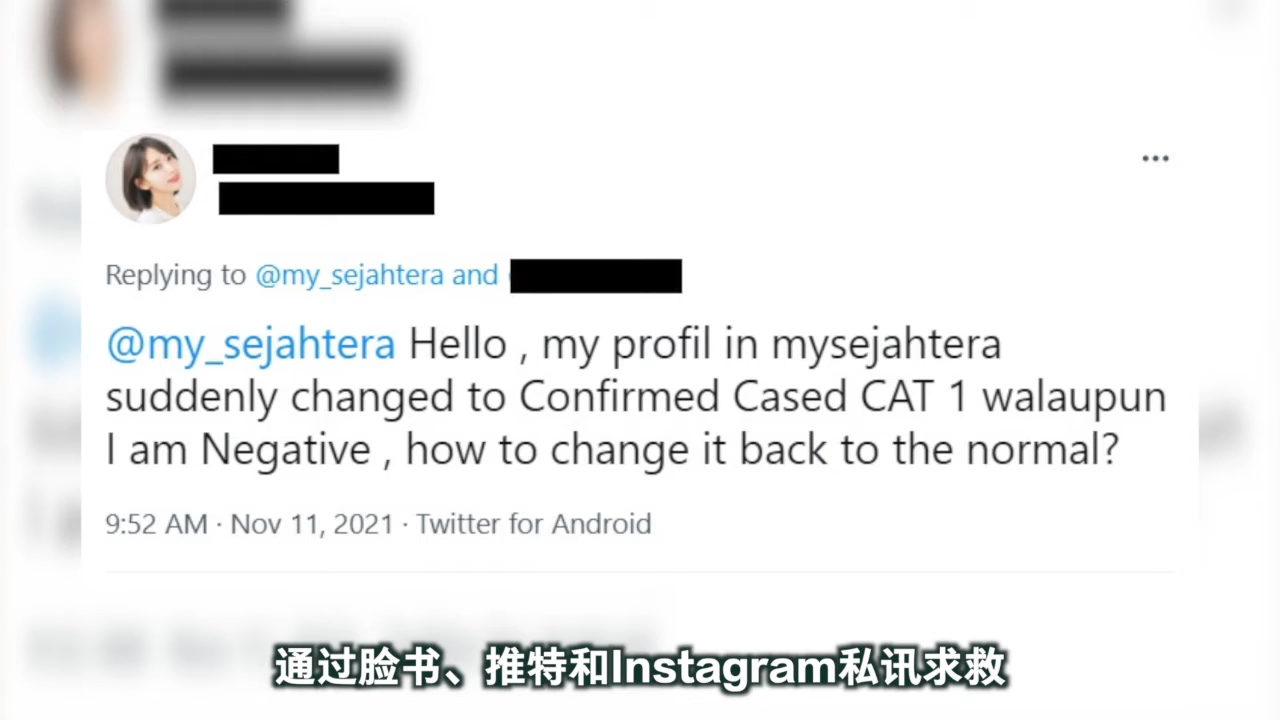 Replying to @my_sejahtera and
@my_sejahtera Hello , my profil in mysejahtera
suddenly changed to Confirmed Cased CAT 1 walaupun
I am Negative , how to change it back to the normal?
9:52 AM · Nov 11, 2021 · Twitter for Android
通过脸书、推特和Instagram私讯求救